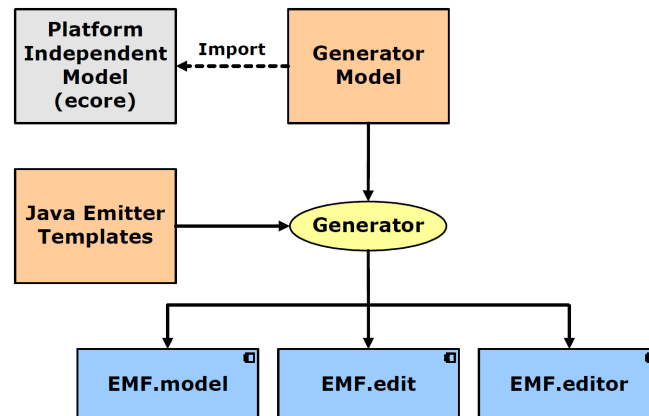 Platform
Independent
Model
(ecore)
Import
Generator
Model
Java Emitter
Templates
Generator
EMF.model
EMF.edit
EMF.editor